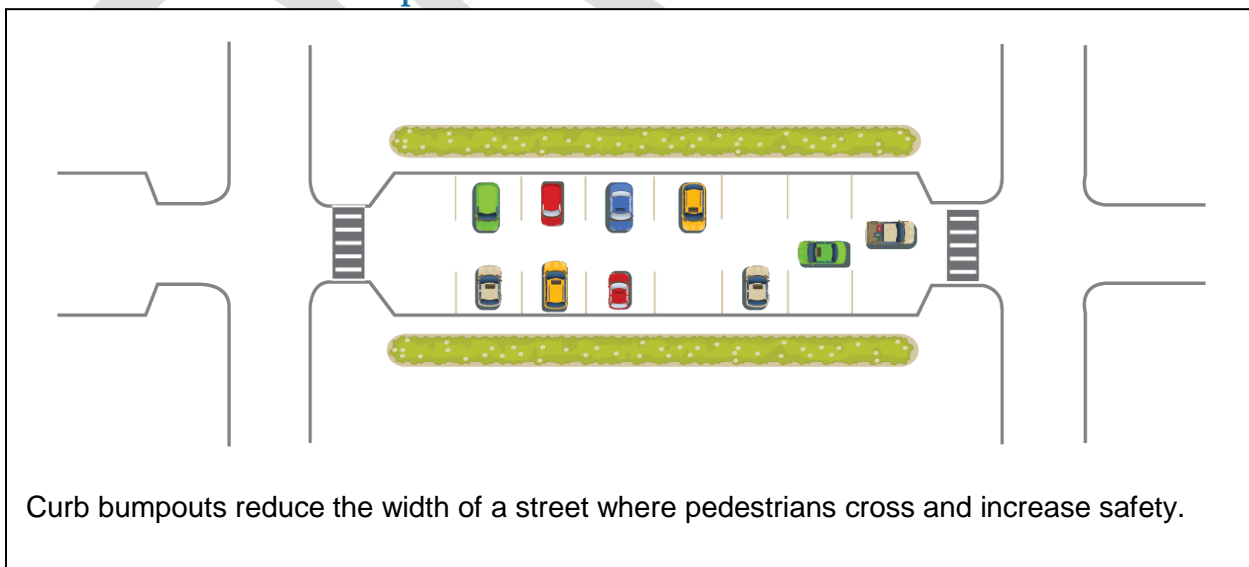 Curb bumpouts reduce the width of a street where pedestrians cross and increase safety.